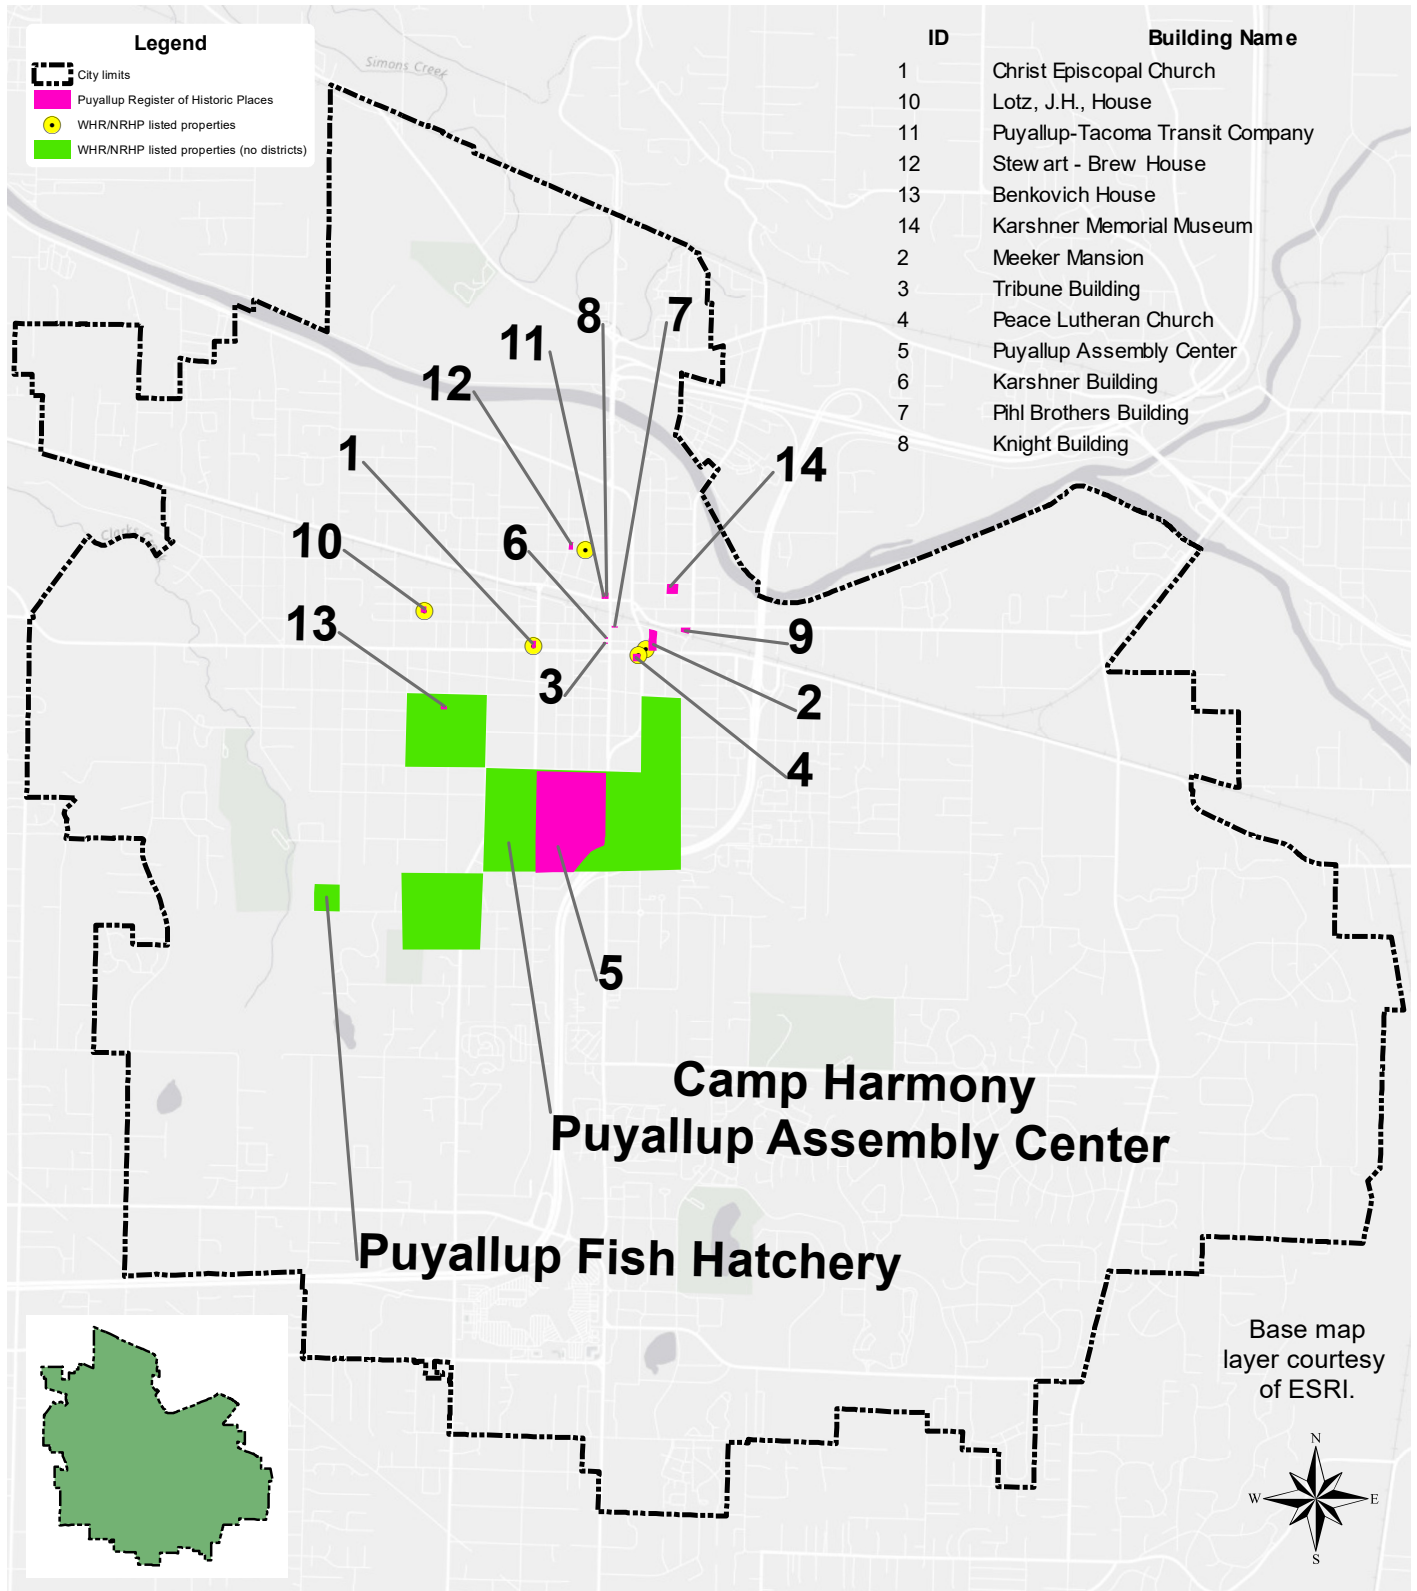 Legend
City limits
Puyallup Register of Historic Places
WHR/NRHP listed properties
WHR/NRHP listed properties (no districts)
ID Building Name
1 Christ Episcopal Church
10 Lotz, J.H., House
11 Puyallup-Tacoma Transit Company
12 Stewart - Brew House
13 Benkovich House
14 Karshner Memorial Museum
2 Meeker Mansion
3 Tribune Building
4 Peace Lutheran Church
5 Puyallup Assembly Center
6 Karshner Building
7 Pihl Brothers Building
8 Knight Building
Simons Creek
8
7
11
12
1
14
Clarks
10
6
13
9
3
2
4
5
Camp Harmony
Puyallup Assembly Center
Puyallup Fish Hatchery
Base map
layer courtesy
of ESRI.
N
W E
S